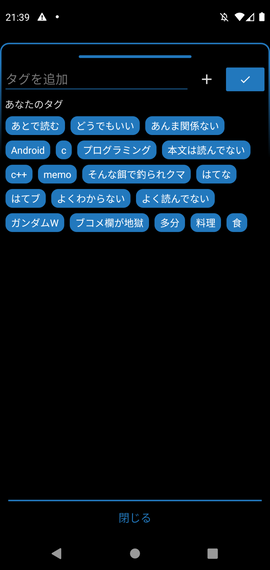 21:39
タグを追加
あなたのタグ
あとで読む どうでもいい あんま関係ない
Android c プログラミング 本文は読んでない
c++ memo そんな餌で釣られクマ はてな
はてブ よくわからない よく読んでない
ガンダムW ブコメ欄が地獄 多分 料理 食
閉じる